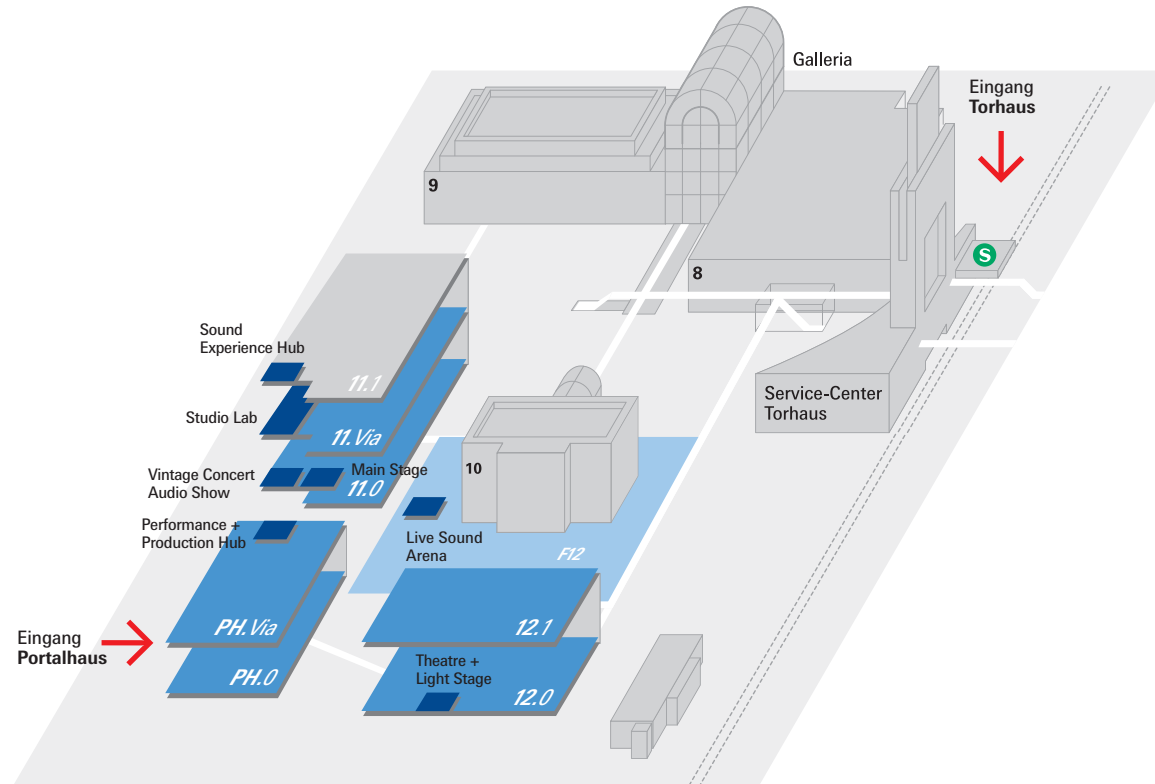 Galleria
Eingang
Torhaus
9
S
8
Sound
Experience Hub
11.1
Studio Lab
Service-Center
Torhaus
11.Via
10
Main Stage
Vintage Concert
Audio Show
11.0
Performance +
Production Hub
Live Sound
Arena
F12
PH.Via
12.1
Eingang
Portalhaus
PH.0
Theatre +
Light Stage
12.0